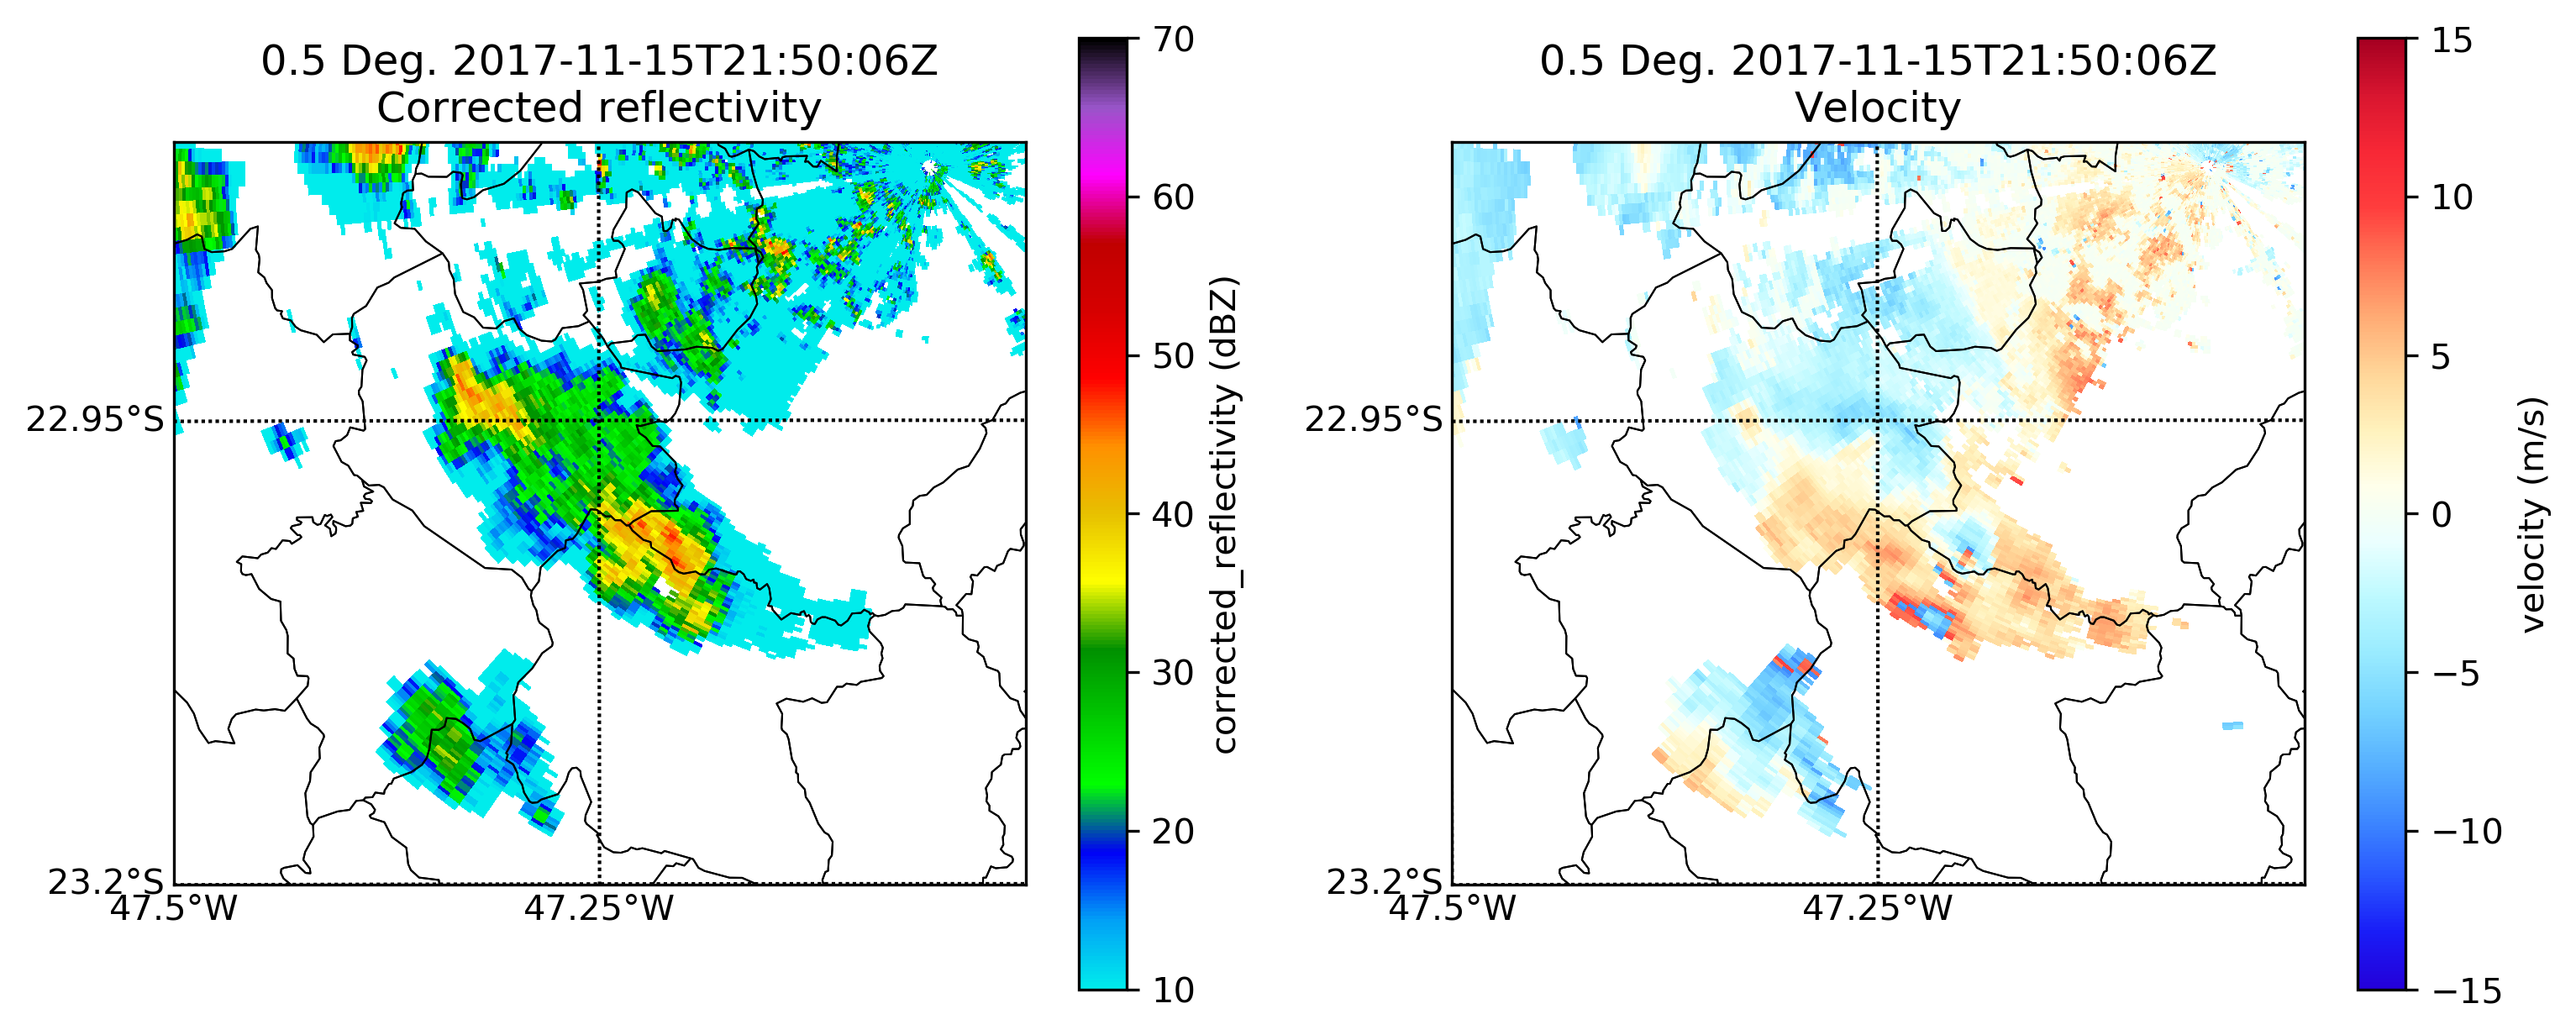 0.5 Deg. 2017-11-15T21:50:06Z
Corrected reflectivity
22.95°S
23.2°S
47.5°W
47.25°W
70
60
50
40
30
20
10
corrected_reflectivity (dBZ)
0.5 Deg. 2017-11-15T21:50:06Z
Velocity
22.95°S
23.2°S
47.5°W
47.25°W
15
10
5
0
−5
−10
−15
velocity (m/s)